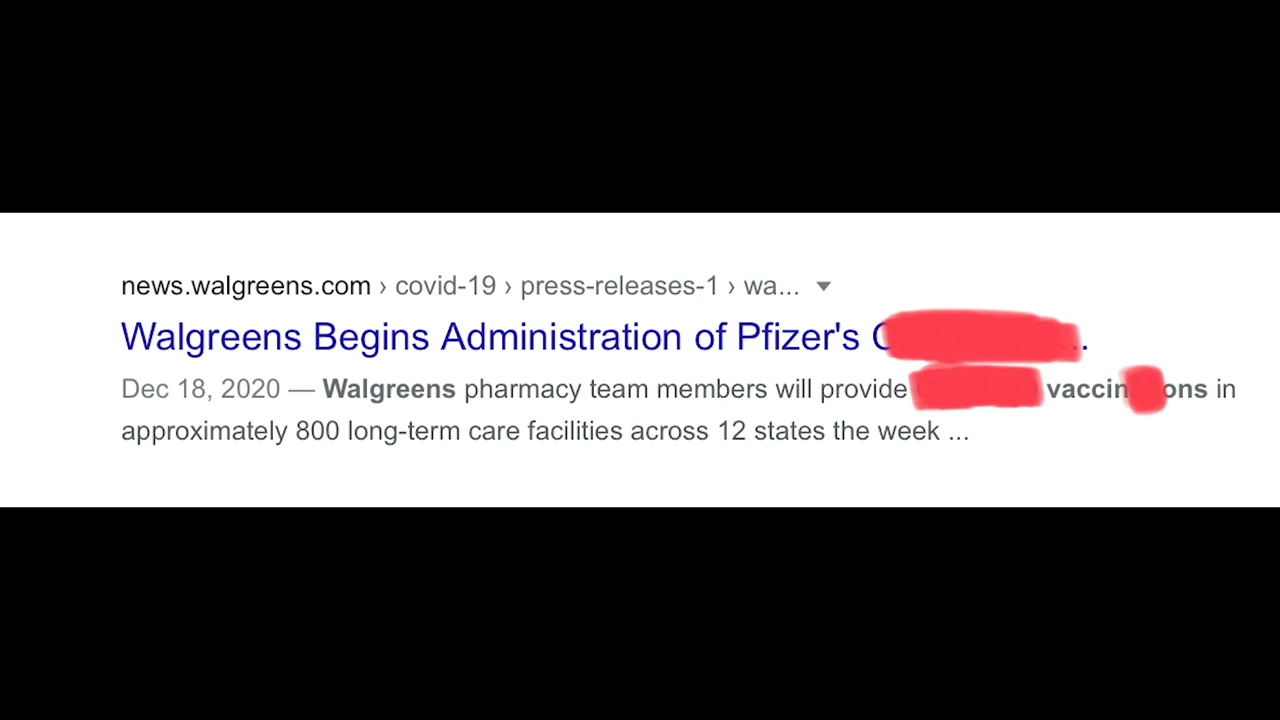 news.walgreens.com › covid-19 › press-releases-1 › wa...
Walgreens Begins Administration of Pfizer's
Dec 18, 2020 — Walgreens pharmacy team members will provide in
approximately 800 long-term care facilities across 12 states the week ...